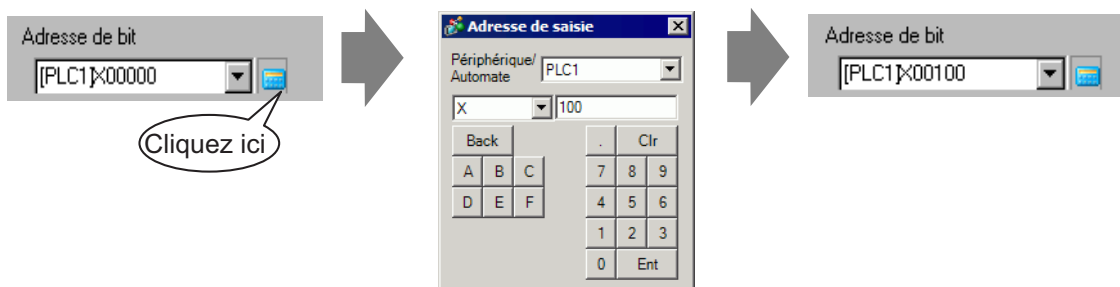 Adresse de bit
[PLC1]X00000
Cliquez ici
Adresse de saisie
Périphérique/
Automate
PLC1
X
100
Back
.
Clr
A B C
7 8 9
D E F
4 5 6
1 2 3
0
Ent
Adresse de bit
[PLC1]X00100